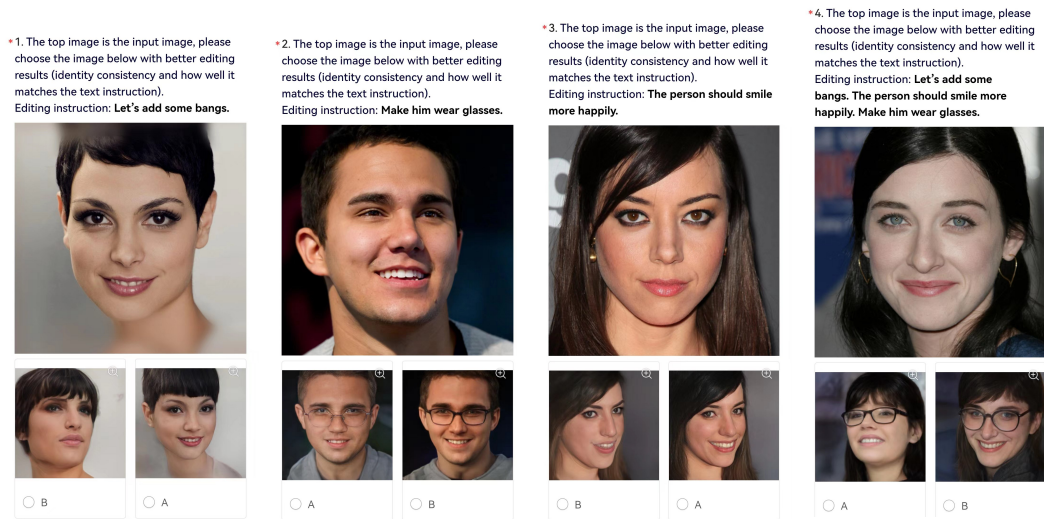 *1. The top image is the input image, please
choose the image below with better editing
results (identity consistency and how well it
matches the text instruction).
Editing instruction: Let's add some bangs.
B
A
*2. The top image is the input image, please
choose the image below with better editing
results (identity consistency and how well it
matches the text instruction).
Editing instruction: Make him wear glasses.
A
B
*3. The top image is the input image, please
choose the image below with better editing
results (identity consistency and how well it
matches the text instruction).
Editing instruction: The person should smile
more happily.
B
A
*4. The top image is the input image, please
choose the image below with better editing
results (identity consistency and how well it
matches the text instruction).
Editing instruction: Let's add some
bangs. The person should smile more
happily. Make him wear glasses.
A
B